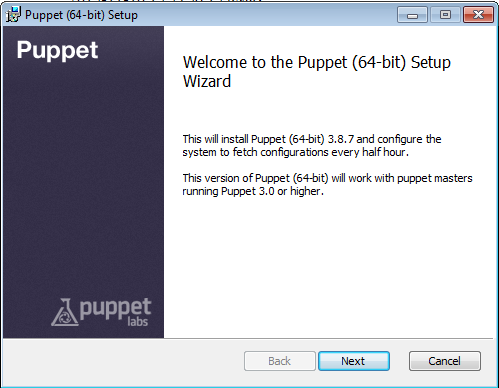 Puppet (64-bit) Setup
Puppet
Welcome to the Puppet (64-bit) Setup
Wizard
This will install Puppet (64-bit) 3.8.7 and configure the
system to fetch configurations every half hour.
This version of Puppet (64-bit) will work with puppet masters
running Puppet 3.0 or higher.
puppet
labs
Back
Next
Cancel